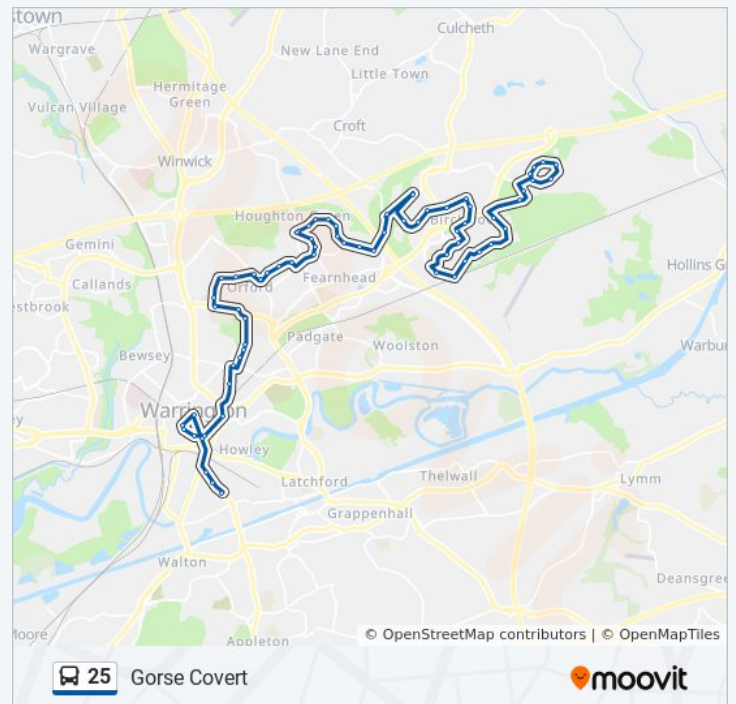 stown
Culcheth
Wargrave
New Lane End
Little Town
Hermitage
Green
Vulcan Village
Croft
Winwick
Houghton Green
Birchwood
Gemini
Hollins G
Callands
Orford
Fearnhead
estbrook
Padgate
Woolston
Warbur
Bewsey
Warrington
ey
Howley
Latchford
Thelwall
Lymm
Grappenhall
Walton
Deansgree
Moore
Appleton
© OpenStreetMap contributors | © OpenMapTiles
25 Gorse Covert
moovit